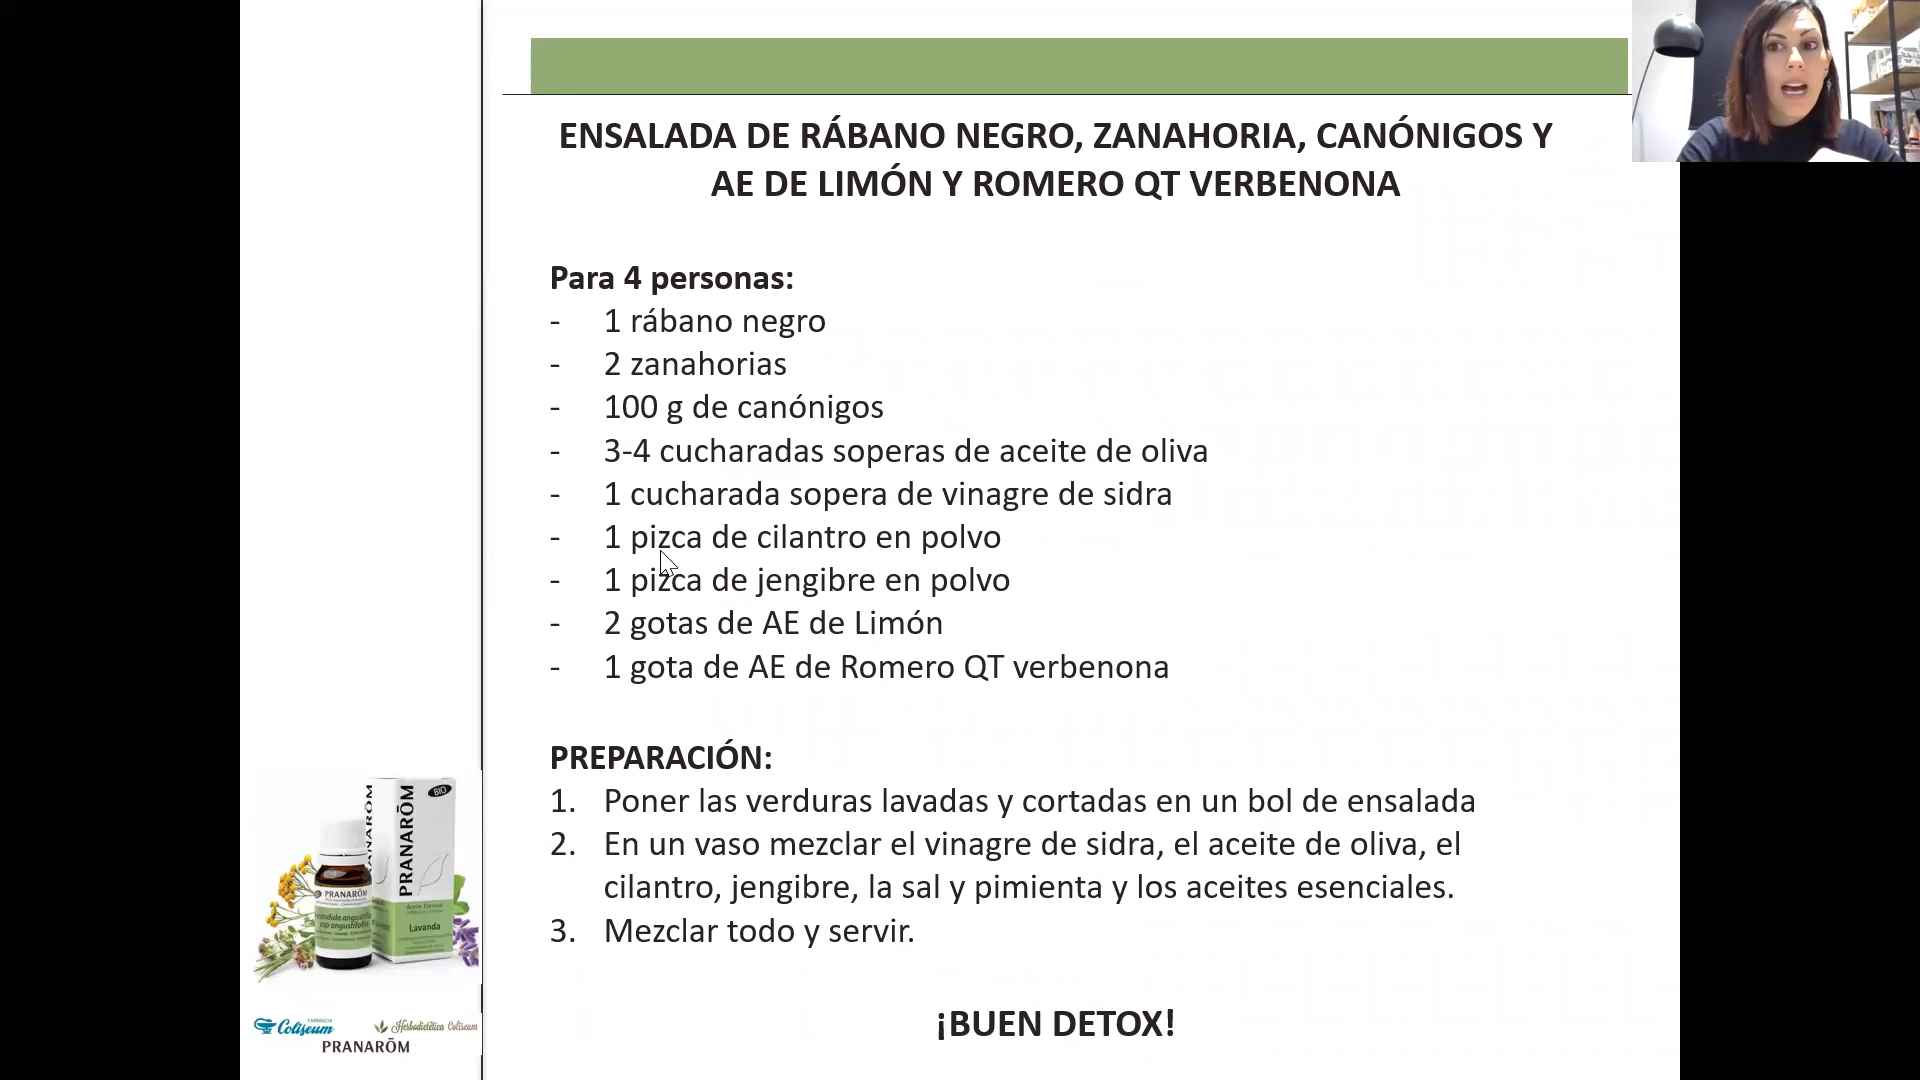 ENSALADA DE RÁBANO NEGRO, ZANAHORIA, CANÓNIGOS Y
AE DE LIMÓN Y ROMERO QT VERBENONA
Para 4 personas:
- 1 rábano negro
- 2 zanahorias
- 100 g de canónigos
- 3-4 cucharadas soperas de aceite de oliva
- 1 cucharada sopera de vinagre de sidra
- 1 pizca de cilantro en polvo
- 1 pizca de jengibre en polvo
- 2 gotas de AE de Limón
- 1 gota de AE de Romero QT verbenona
PREPARACIÓN:
1. Poner las verduras lavadas y cortadas en un bol de ensalada
2. En un vaso mezclar el vinagre de sidra, el aceite de oliva, el
cilantro, jengibre, la sal y pimienta y los aceites esenciales.
3. Mezclar todo y servir.
¡BUEN DETOX!
BIO
PRANARŌM
PRANARŌM
Lavanda
FARMACIA
Coliseum
Herbodietética Coliseum
PRANARŌM